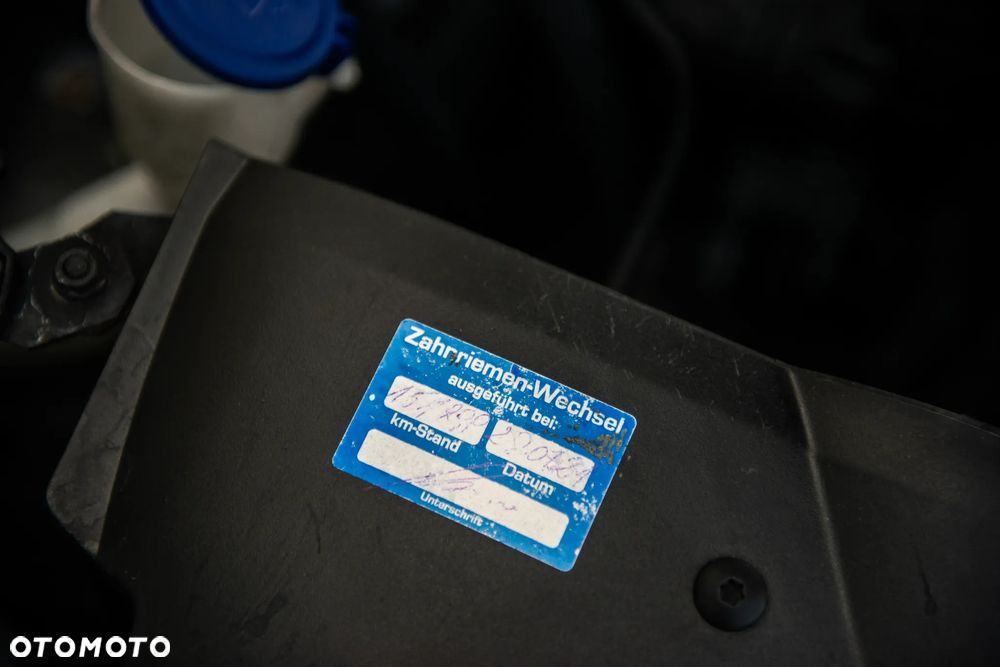 Zahnriemen-Wechsel
ausgeführt bei:
km-Stand
Datum
Unterschrift
OTOMOTO